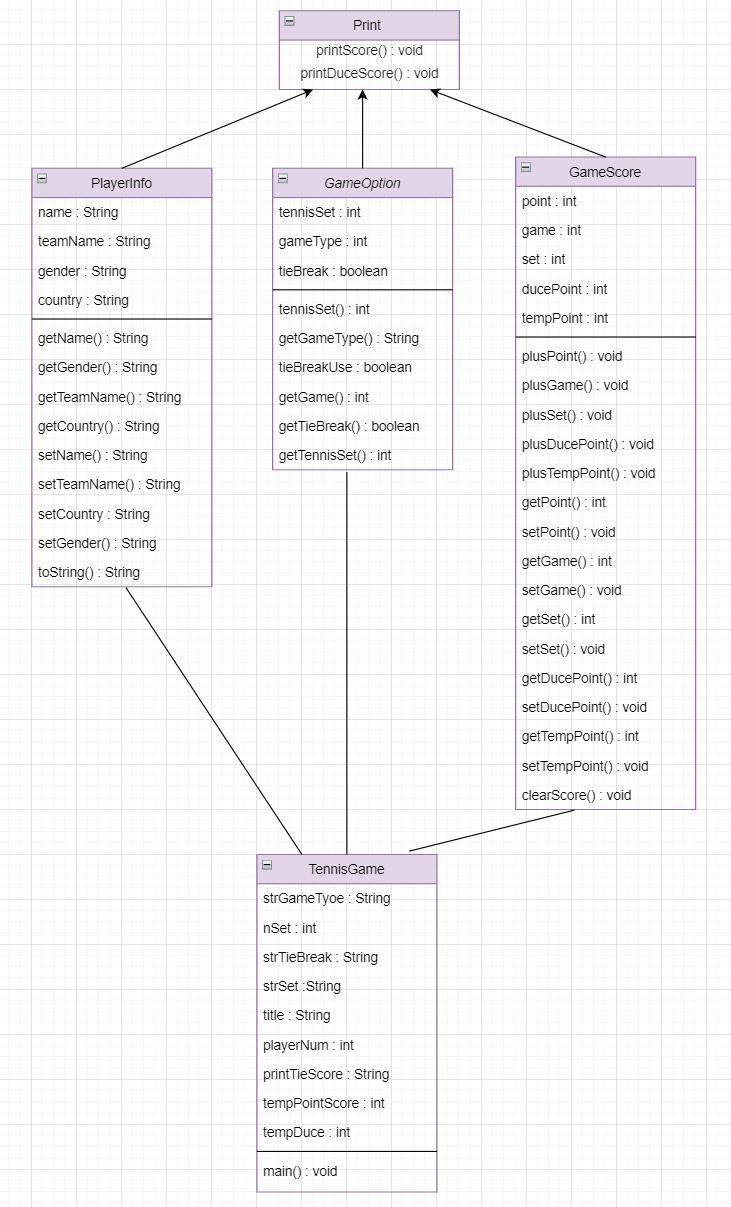 Print
printScore() : void
printDuceScore() : void
PlayerInfo
name : String
teamName : String
gender : String
country : String
getName() : String
getGender() : String
getTeamName() : String
getCountry() : String
setName() : String
setTeamName() : String
setCountry : String
setGender() : String
toString() : String
GameOption
tennisSet : int
gameType : int
tieBreak : boolean
tennisSet() : int
getGameType() : String
tieBreakUse : boolean
getGame() : int
getTieBreak() : boolean
getTennisSet() : int
GameScore
point : int
game : int
set : int
ducePoint : int
tempPoint : int
plusPoint() : void
plusGame() : void
plusSet() : void
plusDucePoint() : void
plusTempPoint() : void
getPoint() : int
setPoint() : void
getGame() : int
setGame() : void
getSet() : int
setSet() : void
getDucePoint() : int
setDucePoint() : void
getTempPoint() : int
setTempPoint() : void
clearScore() : void
TennisGame
strGameTyoe : String
nSet : int
strTieBreak : String
strSet :String
title : String
playerNum : int
printTieScore : String
tempPointScore : int
tempDuce : int
main() : void